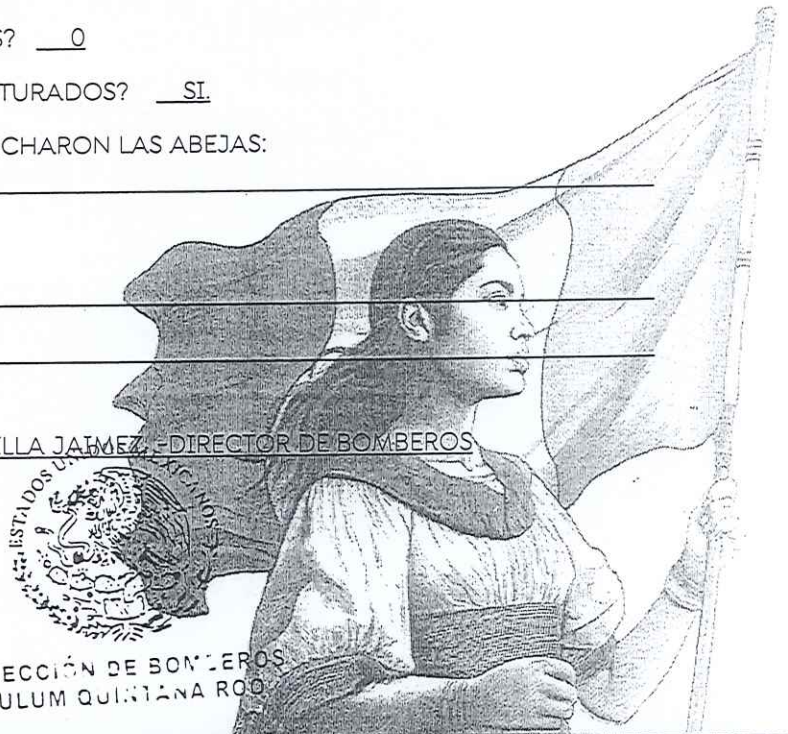 S? 0
TURADOS? SI.
CHARON LAS ABEJAS:
ELLA JAIMEZ.-DIRECTOR DE BOMBEROS
ESTADOS UNIDOS MEXICANOS
ECCIÓN DE BOMBEROS
ULUM QUINTANA ROO